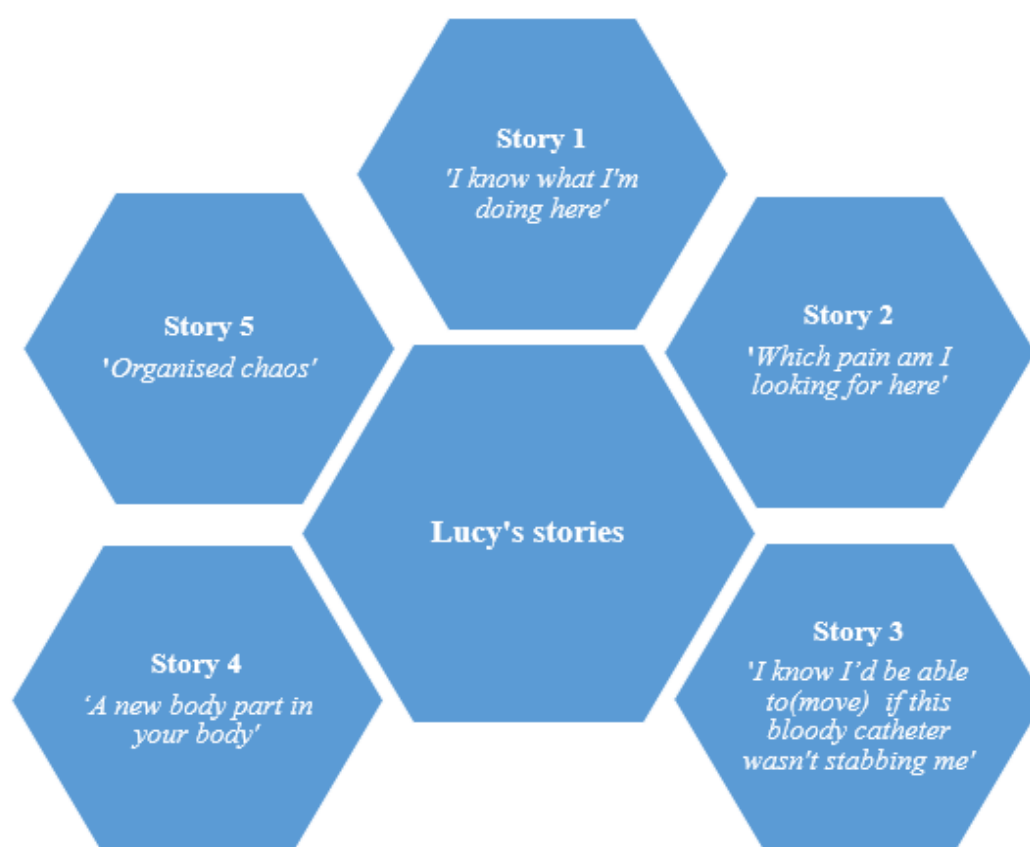 Story 1
'I know what I'm
doing here'
Story 2
'Which pain am I
looking for here'
Story 3
'I know I’d be able
to(move)  if this
bloody catheter
wasn't stabbing me'
Story 4
‘A new body part in
your body'
Story 5
'Organised chaos'
Lucy's stories